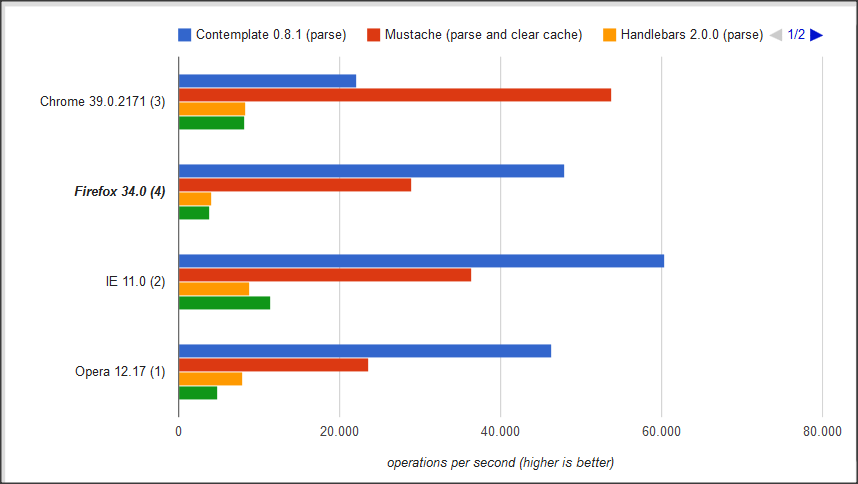 Contemplate 0.8.1 (parse) Mustache (parse and clear cache) Handlebars 2.0.0 (parse) 1/2
Chrome 39.0.2171 (3)
Firefox 34.0 (4)
IE 11.0 (2)
Opera 12.17 (1)
0 20.000 40.000 60.000 80.000
operations per second (higher is better)